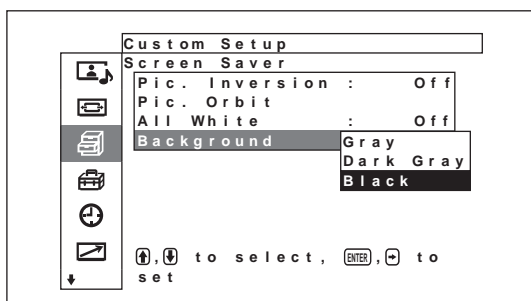 Custom Setup
Screen Saver
Pic. Inversion : Off
Pic. Orbit
All White : Off
Background
Gray
Dark Gray
Black
, to select, ENTER, to
set